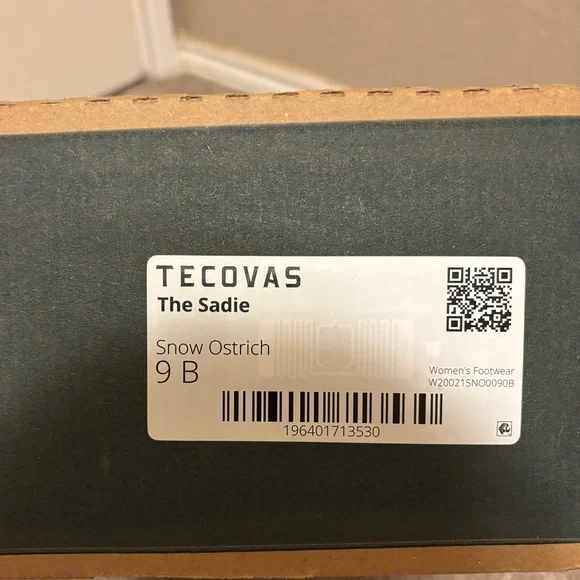 TECOVAS
The Sadie
Snow Ostrich
9 B
Women's Footwear
W20021SNO0090B
196401713530